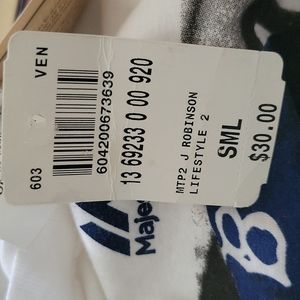 VEN
603
604200673639
13 69233 0 00 920
MTP2 J ROBINSON
LIFESTYLE 2
SML
$30.00
Maje
B